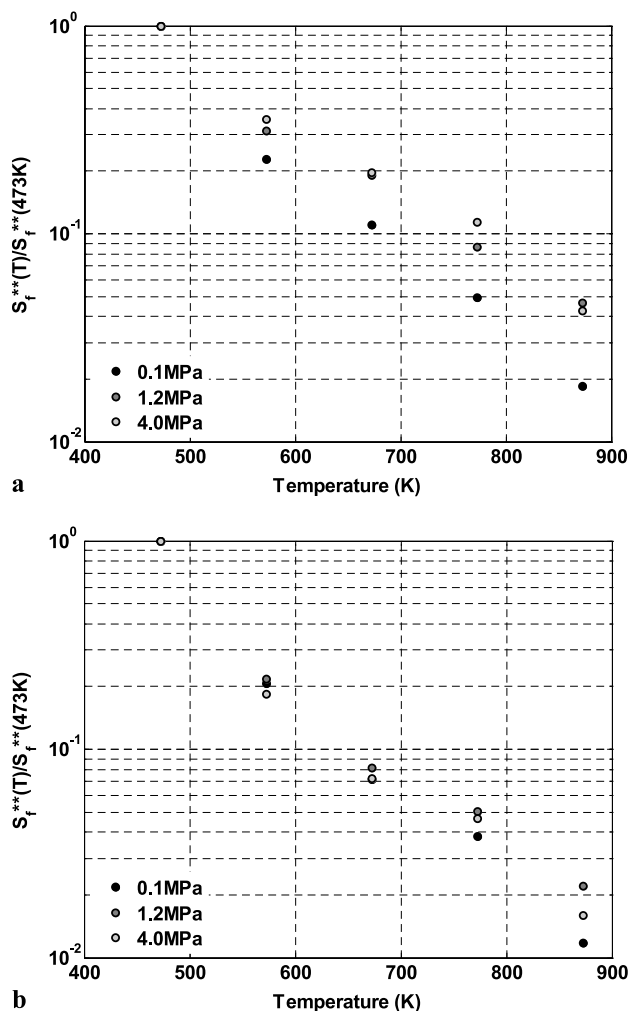 10^0
S_f^**(T)/S_f^**(473K)
10^-1
0.1MPa
1.2MPa
4.0MPa
10^-2
400 500 600 700 800 900
a
Temperature (K)
10^0
S_f^**(T)/S_f^**(473K)
10^-1
0.1MPa
1.2MPa
4.0MPa
10^-2
400 500 600 700 800 900
b
Temperature (K)